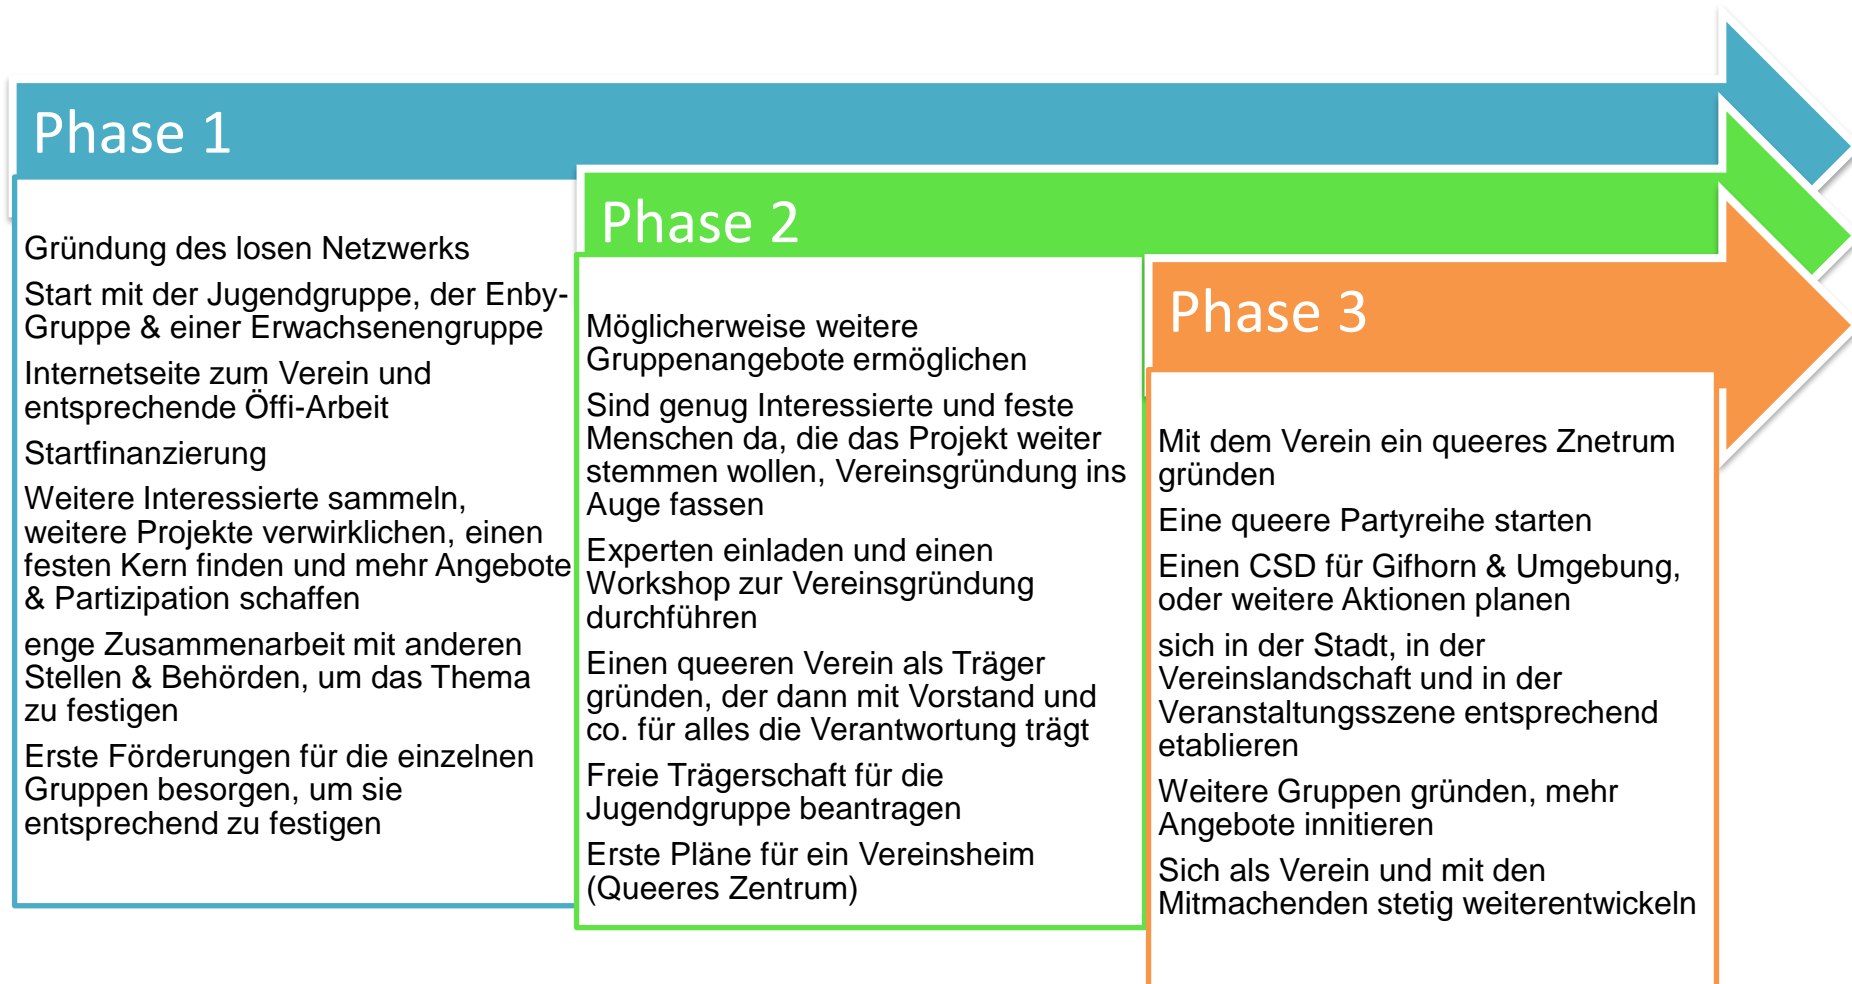 Phase 1
Gründung des losen Netzwerks
Start mit der Jugendgruppe, der Enby-
Gruppe & einer Erwachsenengruppe
Internetseite zum Verein und
entsprechende Öffi-Arbeit
Startfinanzierung
Weitere Interessierte sammeln,
weitere Projekte verwirklichen, einen
festen Kern finden und mehr Angebote
& Partizipation schaffen
enge Zusammenarbeit mit anderen
Stellen & Behörden, um das Thema
zu festigen
Erste Förderungen für die einzelnen
Gruppen besorgen, um sie
entsprechend zu festigen
Phase 2
Möglicherweise weitere
Gruppenangebote ermöglichen
Sind genug Interessierte und feste
Menschen da, die das Projekt weiter
stemmen wollen, Vereinsgründung ins
Auge fassen
Experten einladen und einen
Workshop zur Vereinsgründung
durchführen
Einen queeren Verein als Träger
gründen, der dann mit Vorstand und
co. für alles die Verantwortung trägt
Freie Trägerschaft für die
Jugendgruppe beantragen
Erste Pläne für ein Vereinsheim
(Queeres Zentrum)
Phase 3
Mit dem Verein ein queeres Znetrum
gründen
Eine queere Partyreihe starten
Einen CSD für Gifhorn & Umgebung,
oder weitere Aktionen planen
sich in der Stadt, in der
Vereinslandschaft und in der
Veranstaltungsszene entsprechend
etablieren
Weitere Gruppen gründen, mehr
Angebote innitieren
Sich als Verein und mit den
Mitmachenden stetig weiterentwickeln